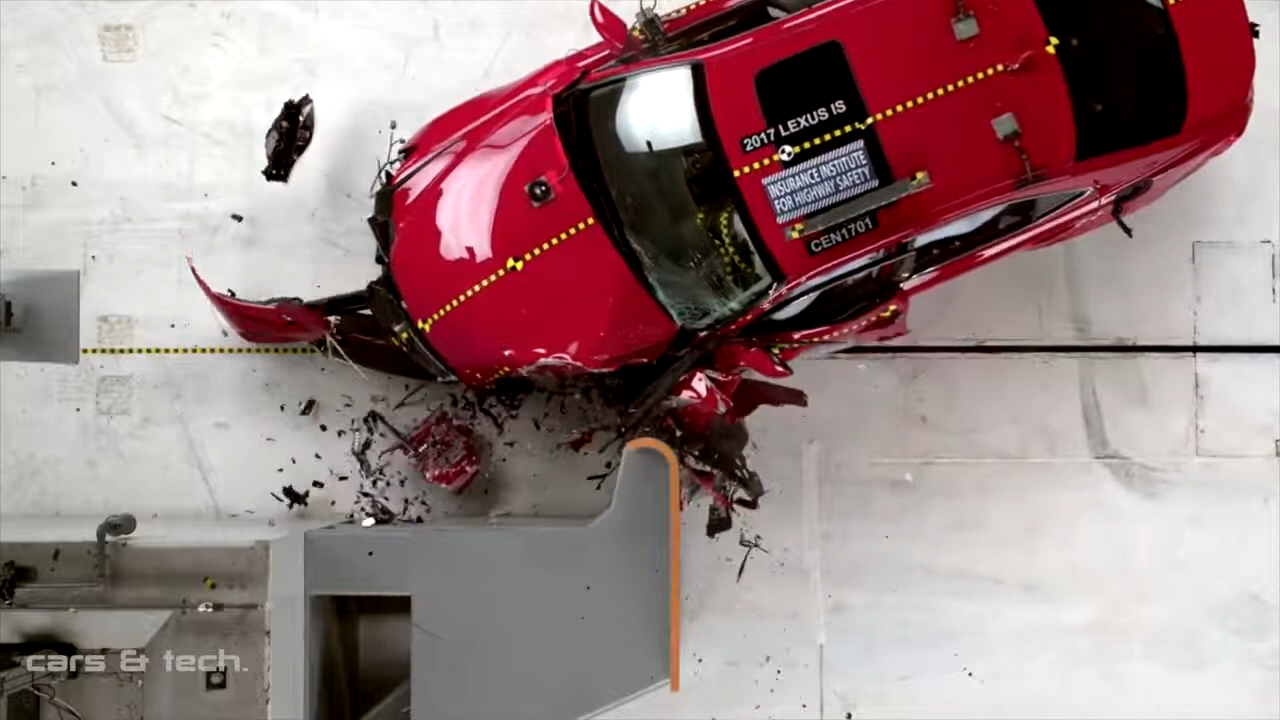 2017 LEXUS IS
INSURANCE INSTITUTE
FOR HIGHWAY SAFETY
CEN1701
cars & tech.